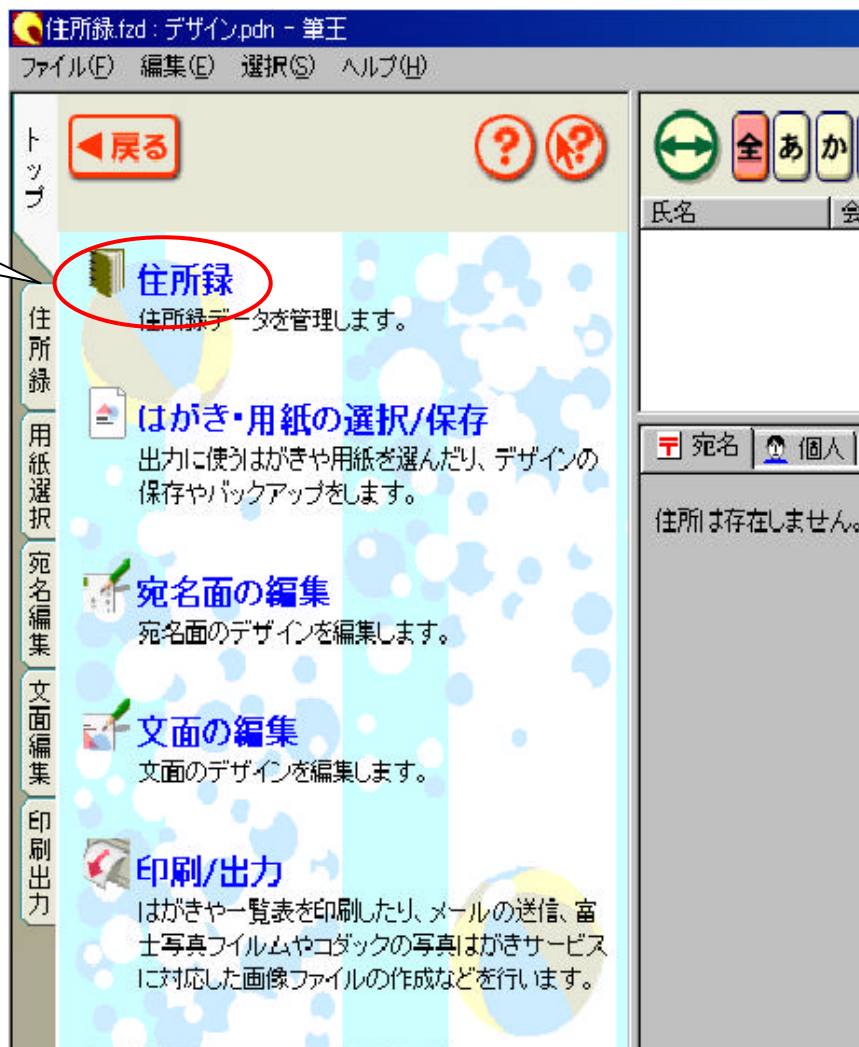 住所録.fzd : デザイン.pdn - 筆王
ファイル(F) 編集(E) 選択(S) ヘルプ(H)
トップ
住所録
用紙選択
宛名編集
文面編集
印刷出力
戻る
住所録
住所録データを管理します。
はがき・用紙の選択/保存
出力に使うはがきや用紙を選んだり、デザインの
保存やバックアップをします。
宛名面の編集
宛名面のデザインを編集します。
文面の編集
文面のデザインを編集します。
印刷/出力
はがきや一覧表を印刷したり、メールの送信、富
士写真フイルムやコダックの写真はがきサービス
に対応した画像ファイルの作成などを行います。
全 あ か
氏名 会
〒 宛名 個人
住所は存在しません。